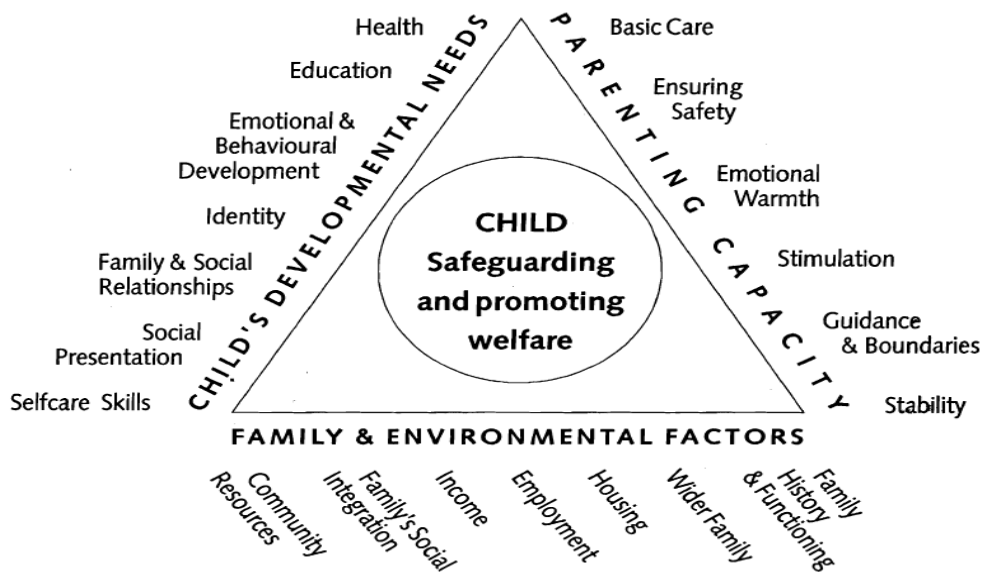 Health
Education
Emotional &
Behavioural
Development
Identity
Family & Social
Relationships
Social
Presentation
Selfcare Skills
CHILD'S DEVELOPMENTAL NEEDS
CHILD
Safeguarding
and promoting
welfare
PARENTING CAPACITY
Basic Care
Ensuring
Safety
Emotional
Warmth
Stimulation
Guidance
& Boundaries
Stability
FAMILY & ENVIRONMENTAL FACTORS
Community
Resources
Family's Social
Integration
Income
Employment
Housing
Wider Family
Family
History
& Functioning